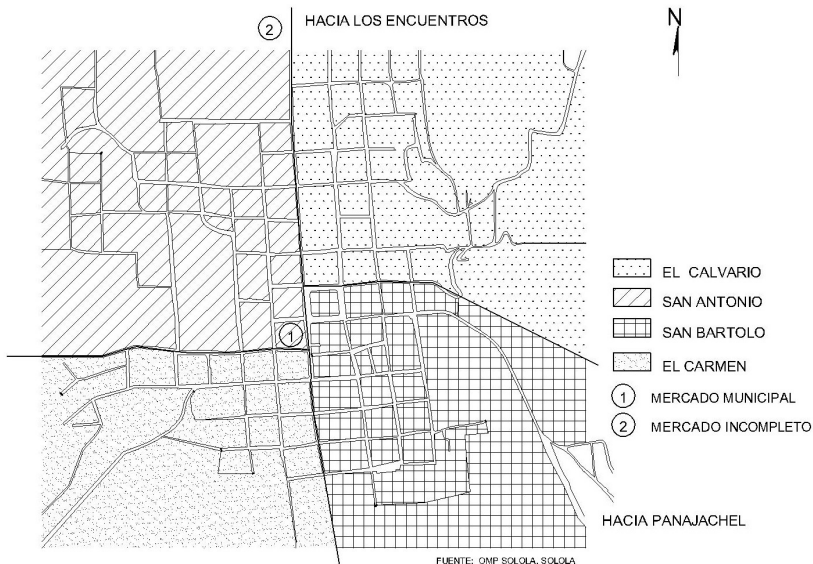 2
HACIA LOS ENCUENTROS
N
1
EL CALVARIO
SAN ANTONIO
SAN BARTOLO
EL CARMEN
1 MERCADO MUNICIPAL
2 MERCADO INCOMPLETO
HACIA PANAJACHEL
FUENTE: OMP SOLOLA, SOLOLA